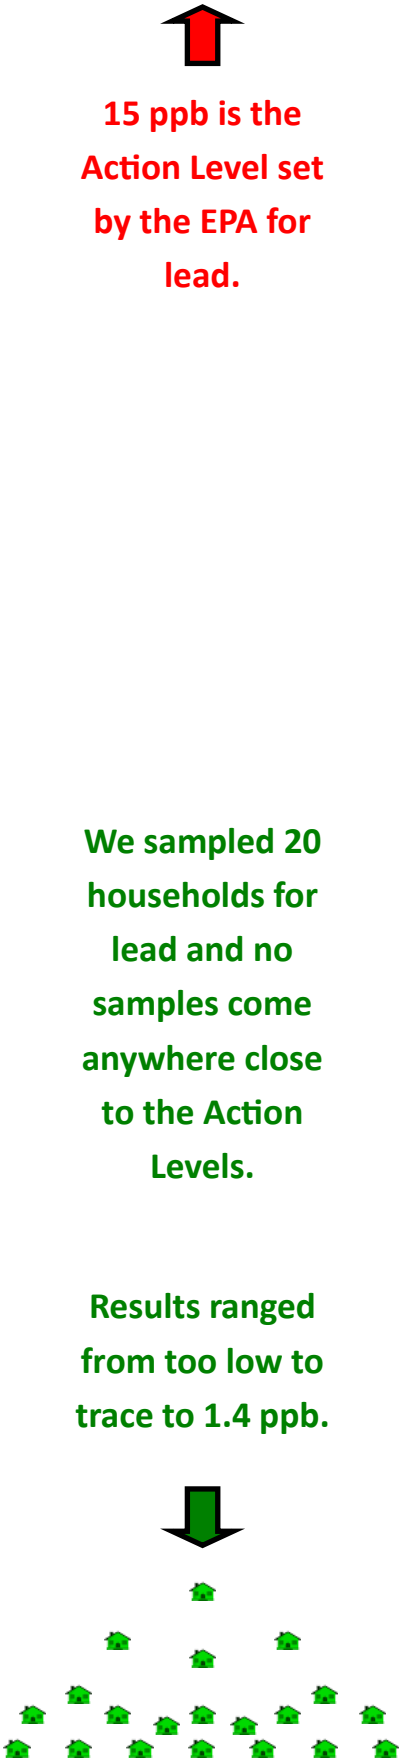 15 ppb is the
Action Level set
by the EPA for
lead.
We sampled 20
households for
lead and no
samples come
anywhere close
to the Action
Levels.
Results ranged
from too low to
trace to 1.4 ppb.